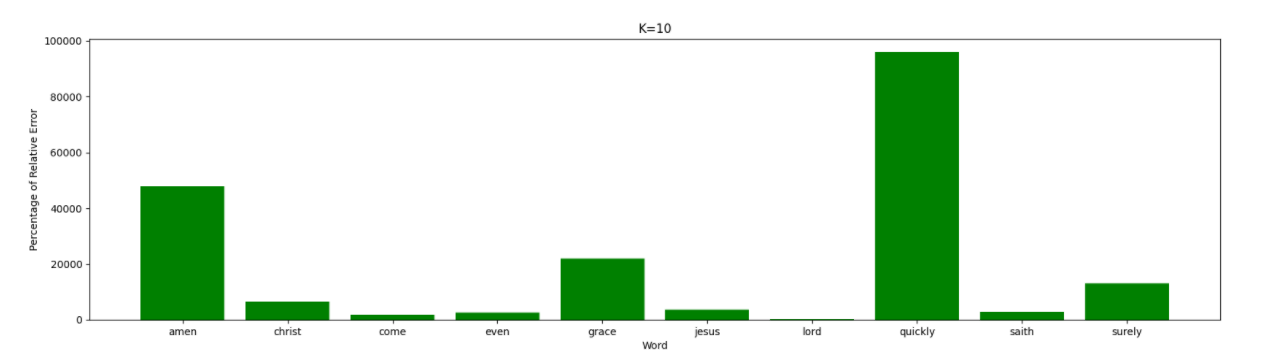 K=10
Percentage of Relative Error
100000
80000
60000
40000
20000
0
amen christ come even grace jesus lord quickly saith surely
Word